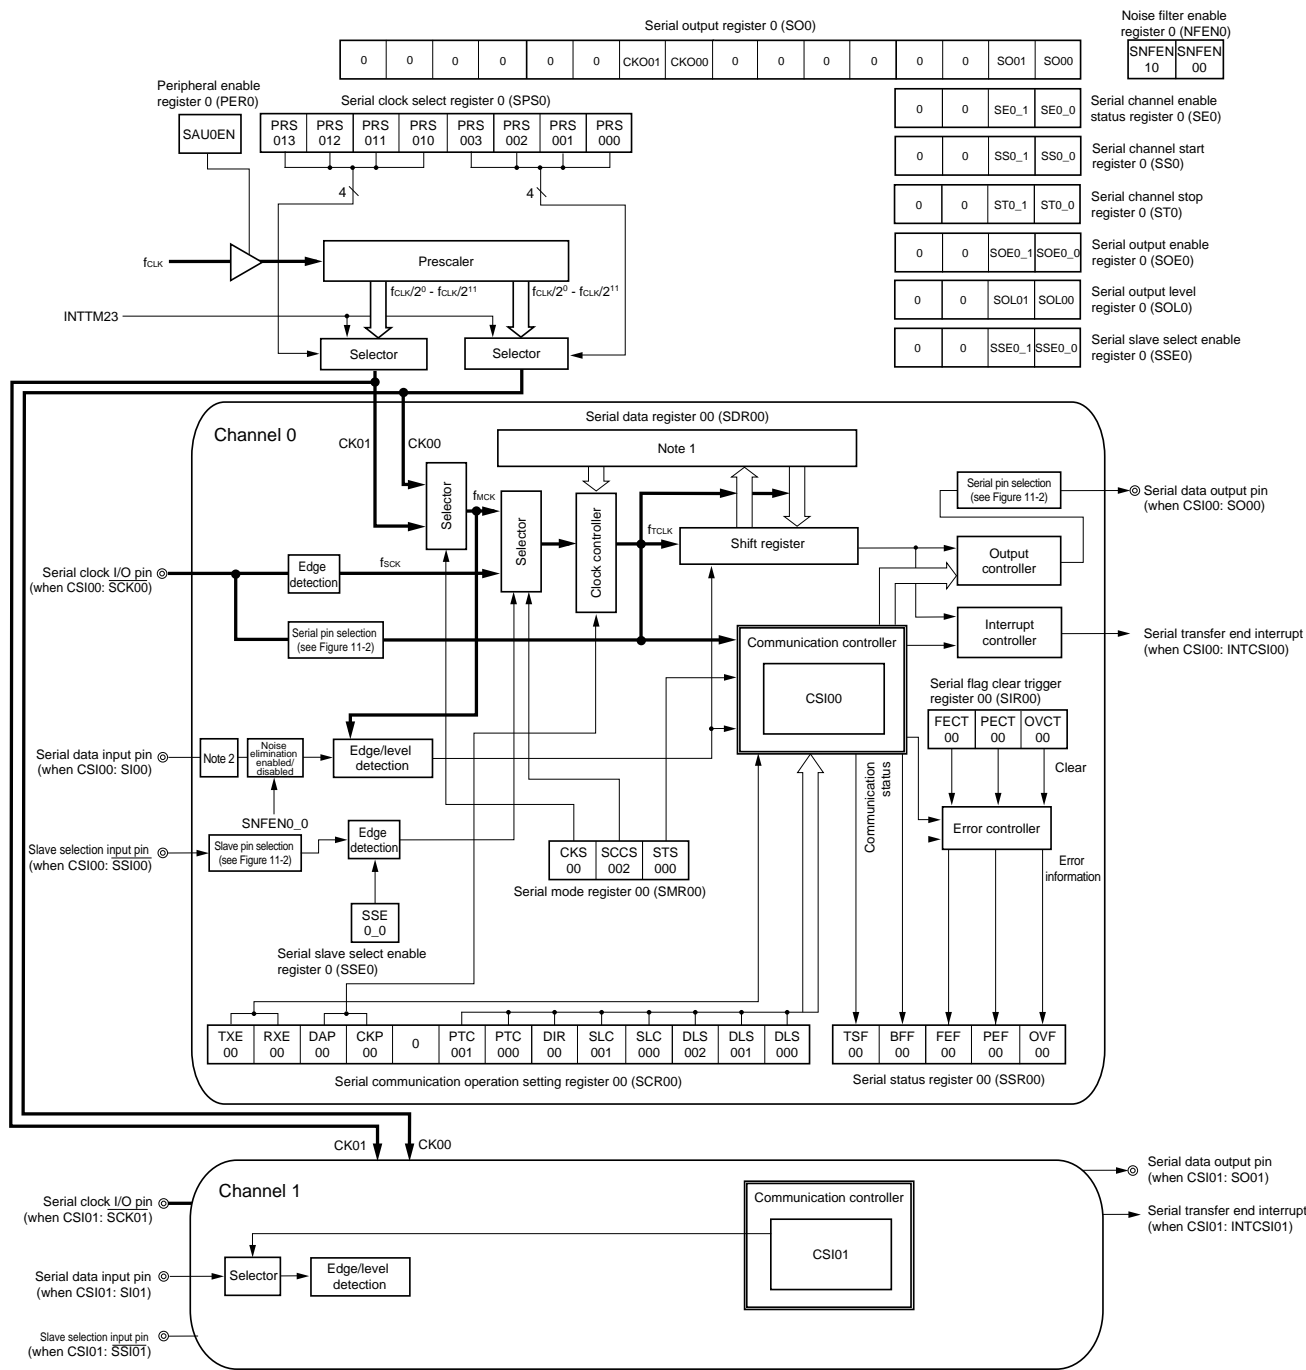 Serial output register 0 (SO0)
0 0 0 0 0 0 CKO01 CKO00 0 0 0 0 0 0 SO01 SO00
Noise filter enable
register 0 (NFEN0)
SNFEN SNFEN
10 00
Peripheral enable
register 0 (PER0)
SAU0EN
Serial clock select register 0 (SPS0)
PRS PRS PRS PRS PRS PRS PRS PRS
013 012 011 010 003 002 001 000
4 4
0 0 SE0_1 SE0_0
Serial channel enable
status register 0 (SE0)
0 0 SS0_1 SS0_0
Serial channel start
register 0 (SS0)
0 0 ST0_1 ST0_0
Serial channel stop
register 0 (ST0)
0 0 SOE0_1 SOE0_0
Serial output enable
register 0 (SOE0)
0 0 SOL01 SOL00
Serial output level
register 0 (SOL0)
0 0 SSE0_1 SSE0_0
Serial slave select enable
register 0 (SSE0)
fCLK
Prescaler
fCLK/2⁰ - fCLK/2¹¹ fCLK/2⁰ - fCLK/2¹¹
INTTM23
Selector Selector
Channel 0
CK01 CK00
Serial data register 00 (SDR00)
Note 1
Selector
fMCK
Selector
Clock controller
fTCLK
Shift register
Serial pin selection
(see Figure 11-2)
Serial data output pin
(when CSI00: SO00)
Output
controller
Serial clock I/O pin
(when CSI00: SCK00)
Edge
detection
fSCK
Serial pin selection
(see Figure 11-2)
Communication controller
CSI00
Interrupt
controller
Serial transfer end interrupt
(when CSI00: INTCSI00)
Serial flag clear trigger
register 00 (SIR00)
FECT PECT OVCT
00 00 00
Clear
Serial data input pin
(when CSI00: SI00)
Note 2
Noise
elimination
enabled/
disabled
Edge/level
detection
SNFEN0_0
Communication
status
Error controller
Error
information
Slave selection input pin
(when CSI00: SSI00)
Slave pin selection
(see Figure 11-2)
Edge
detection
CKS SCCS STS
00 002 000
Serial mode register 00 (SMR00)
SSE
0_0
Serial slave select enable
register 0 (SSE0)
TXE RXE DAP CKP 0 PTC PTC DIR SLC SLC DLS DLS DLS
00 00 00 00 001 000 00 001 000 002 001 000
Serial communication operation setting register 00 (SCR00)
TSF BFF FEF PEF OVF
00 00 00 00 00
Serial status register 00 (SSR00)
CK01 CK00
Channel 1
Serial data output pin
(when CSI01: SO01)
Serial clock I/O pin
(when CSI01: SCK01)
Communication controller
CSI01
Serial transfer end interrupt
(when CSI01: INTCSI01)
Serial data input pin
(when CSI01: SI01)
Selector
Edge/level
detection
Slave selection input pin
(when CSI01: SSI01)